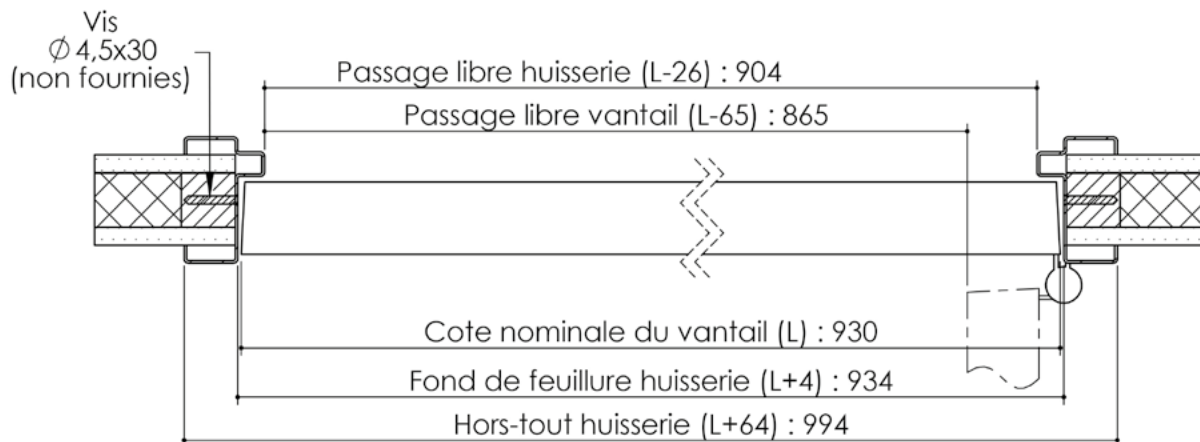 Vis
Ø 4,5x30
(non fournies)
Passage libre huisserie (L-26) : 904
Passage libre vantail (L-65) : 865
Cote nominale du vantail (L) : 930
Fond de feuillure huisserie (L+4) : 934
Hors-tout huisserie (L+64) : 994